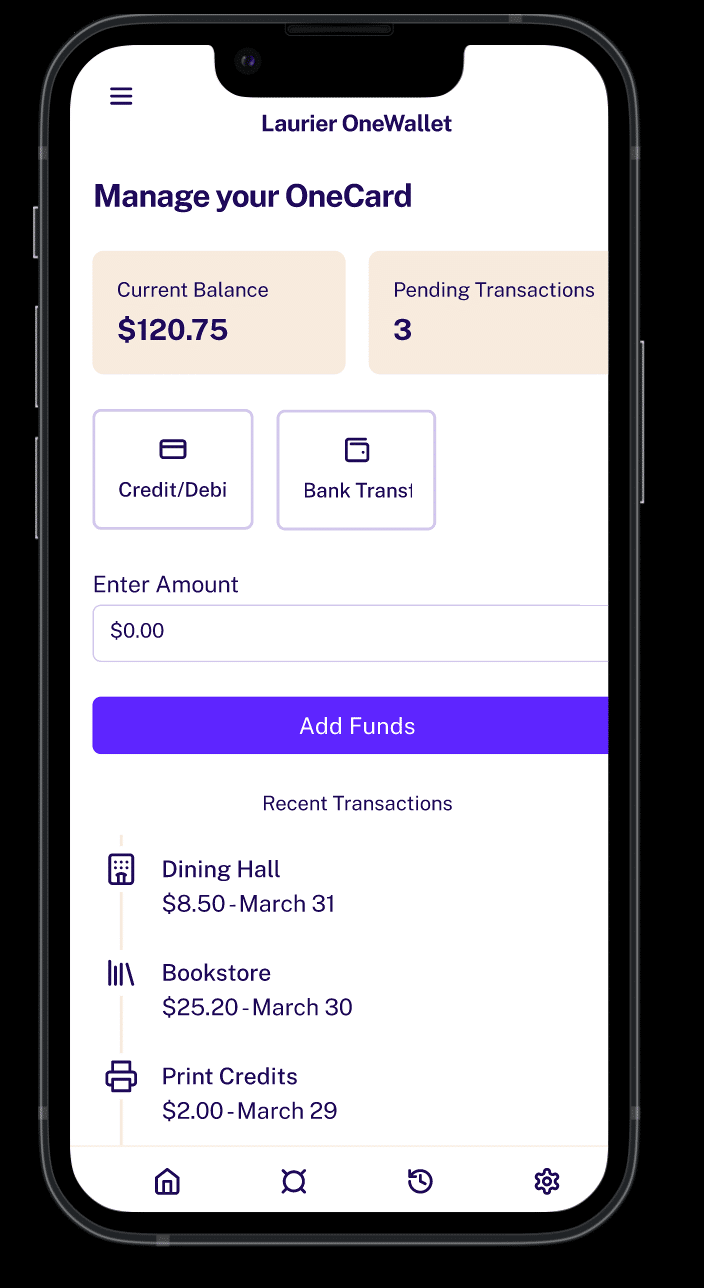 Laurier OneWallet
Manage your OneCard
Current Balance
$120.75
Pending Transactions
3
Credit/Debi
Bank Transf
Enter Amount
$0.00
Add Funds
Recent Transactions
Dining Hall
$8.50 - March 31
Bookstore
$25.20 - March 30
Print Credits
$2.00 - March 29